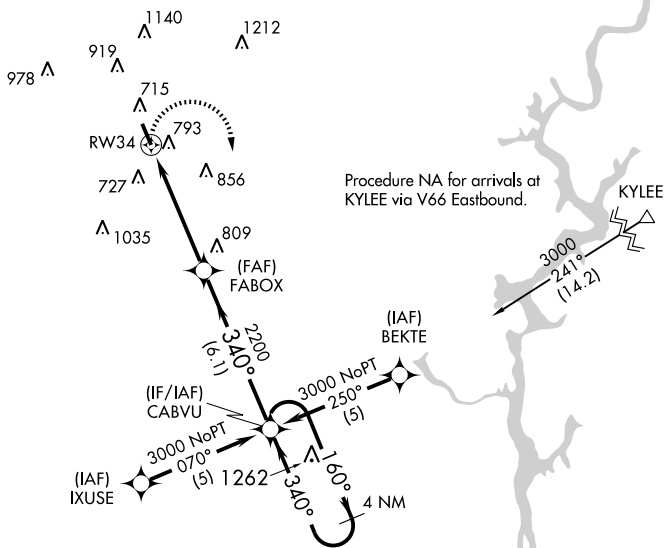 1140
1212
919
978
715
RW34
793
727
856
Procedure NA for arrivals at
KYLEE via V66 Eastbound.
KYLEE
1035
809
3000
241°
(14.2)
(FAF)
FABOX
2200
340°
(6.1)
(IAF)
BEKTE
(IF/IAF)
CABVU
3000 NoPT
250°
(5)
3000 NoPT
070°
(5)
(IAF)
IXUSE
1262
340°
160°
4 NM